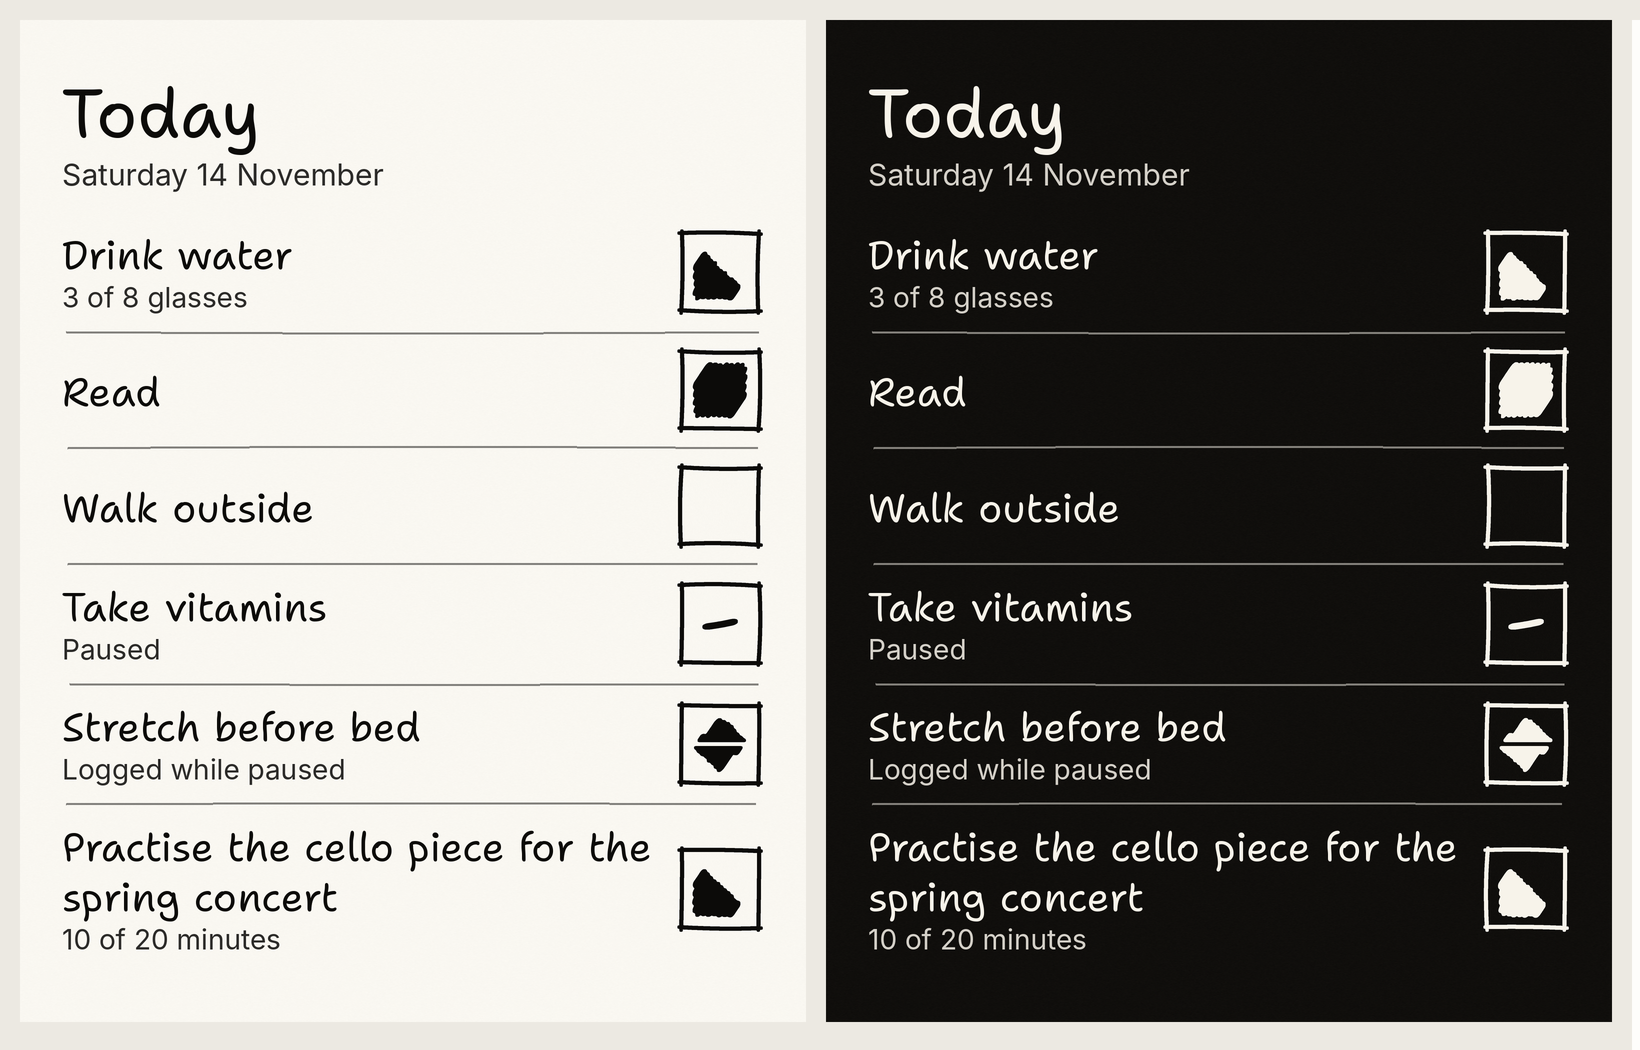 Today
Saturday 14 November
Drink water
3 of 8 glasses
Read
Walk outside
Take vitamins
Paused
Stretch before bed
Logged while paused
Practise the cello piece for the
spring concert
10 of 20 minutes
Today
Saturday 14 November
Drink water
3 of 8 glasses
Read
Walk outside
Take vitamins
Paused
Stretch before bed
Logged while paused
Practise the cello piece for the
spring concert
10 of 20 minutes